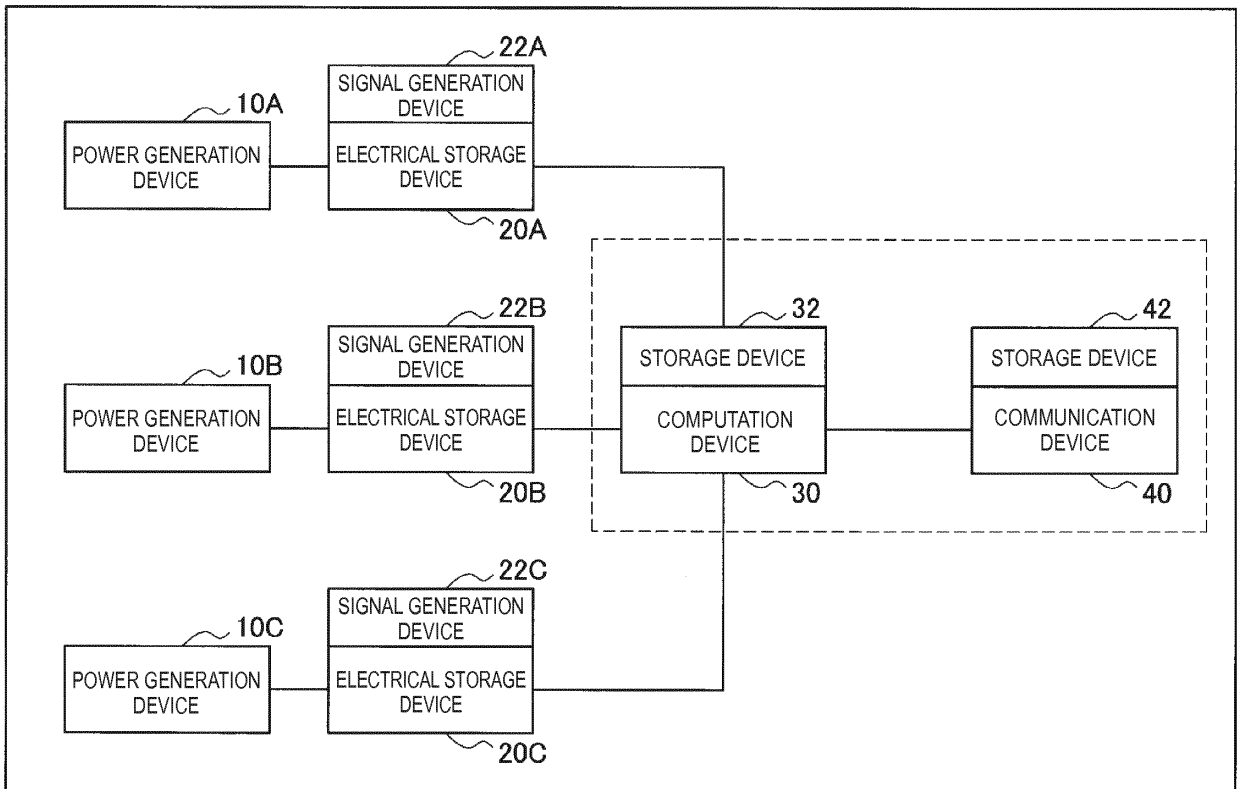 22A
SIGNAL GENERATION
DEVICE
10A
POWER GENERATION
DEVICE
ELECTRICAL STORAGE
DEVICE
20A
22B
SIGNAL GENERATION
DEVICE
10B
POWER GENERATION
DEVICE
ELECTRICAL STORAGE
DEVICE
20B
32
STORAGE DEVICE
COMPUTATION
DEVICE
30
42
STORAGE DEVICE
COMMUNICATION
DEVICE
40
22C
SIGNAL GENERATION
DEVICE
10C
POWER GENERATION
DEVICE
ELECTRICAL STORAGE
DEVICE
20C